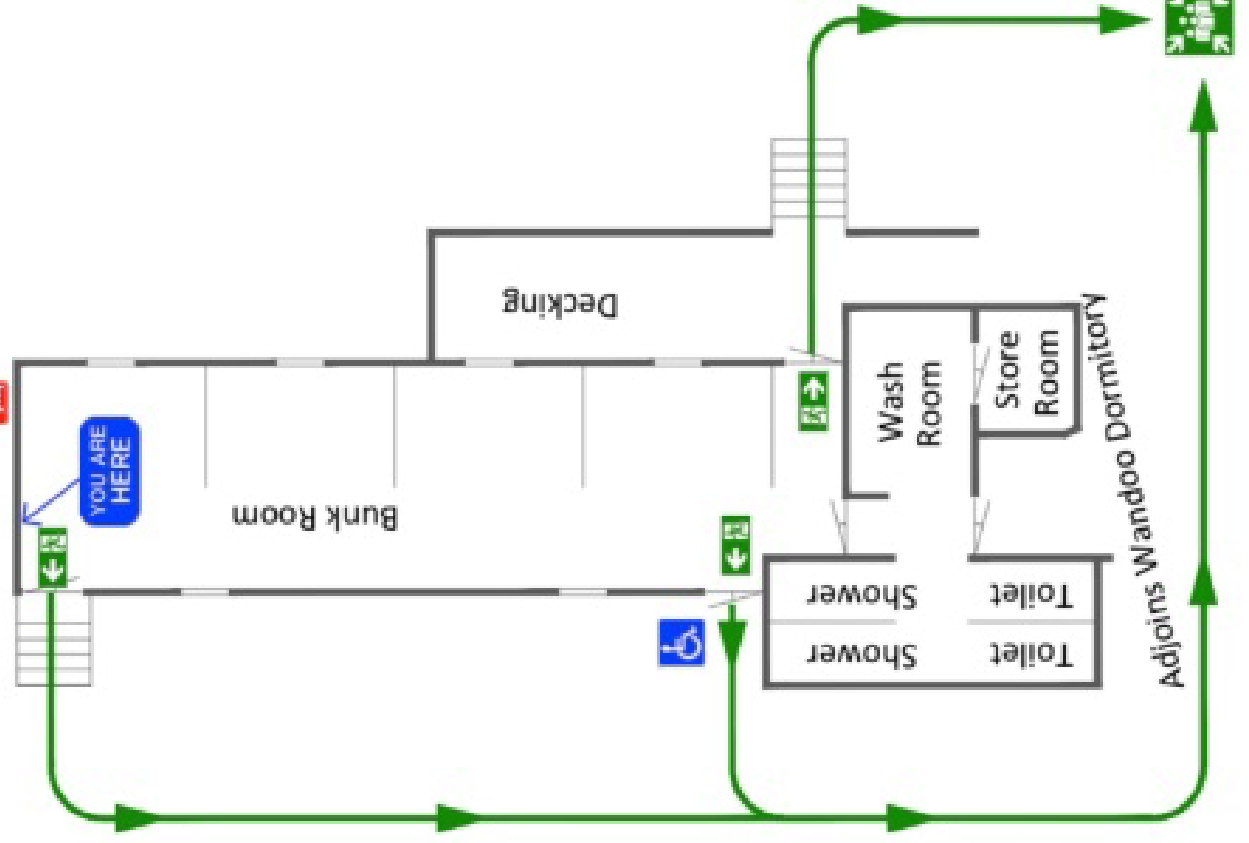 Decking
YOU ARE
HERE
Bunk Room
Wash
Room
Store
Room
Shower
Toilet
Shower
Toilet
Adjoins Wandoo Dormitory